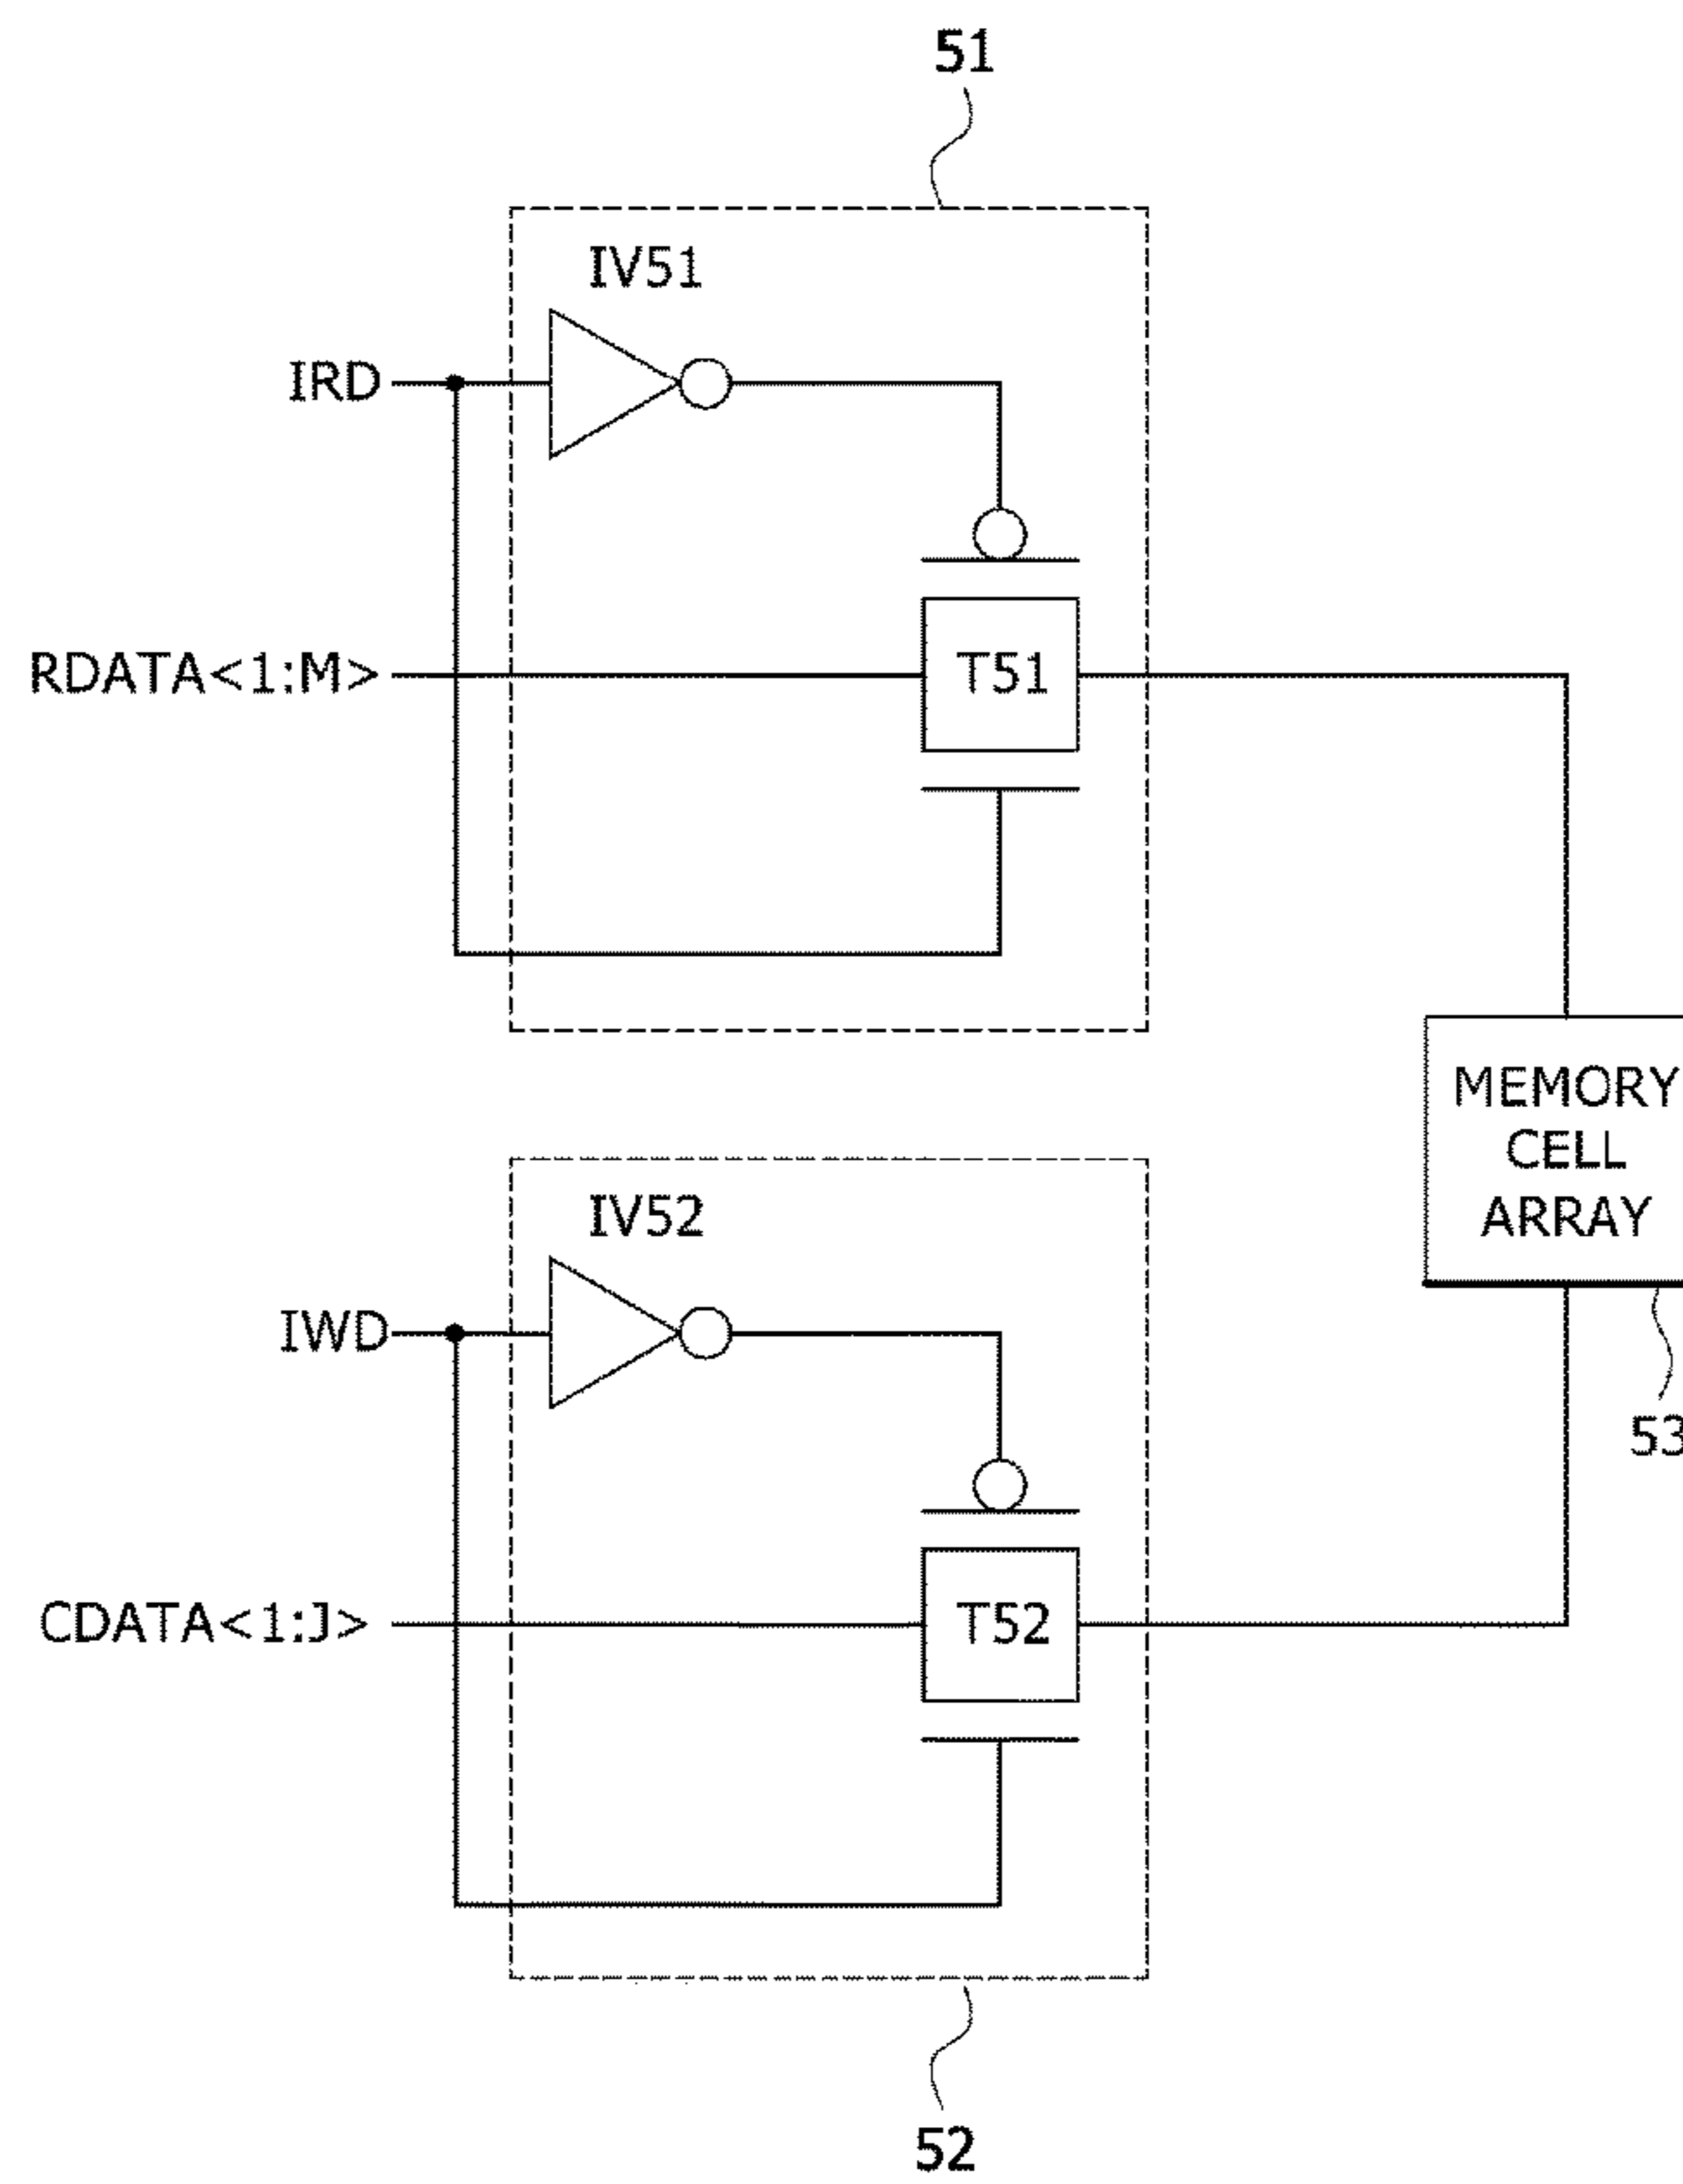 51
IV51
IRD
RDATA<1:M>
T51
MEMORY
CELL
ARRAY
IV52
IWD
53
CDATA<1:J>
T52
52